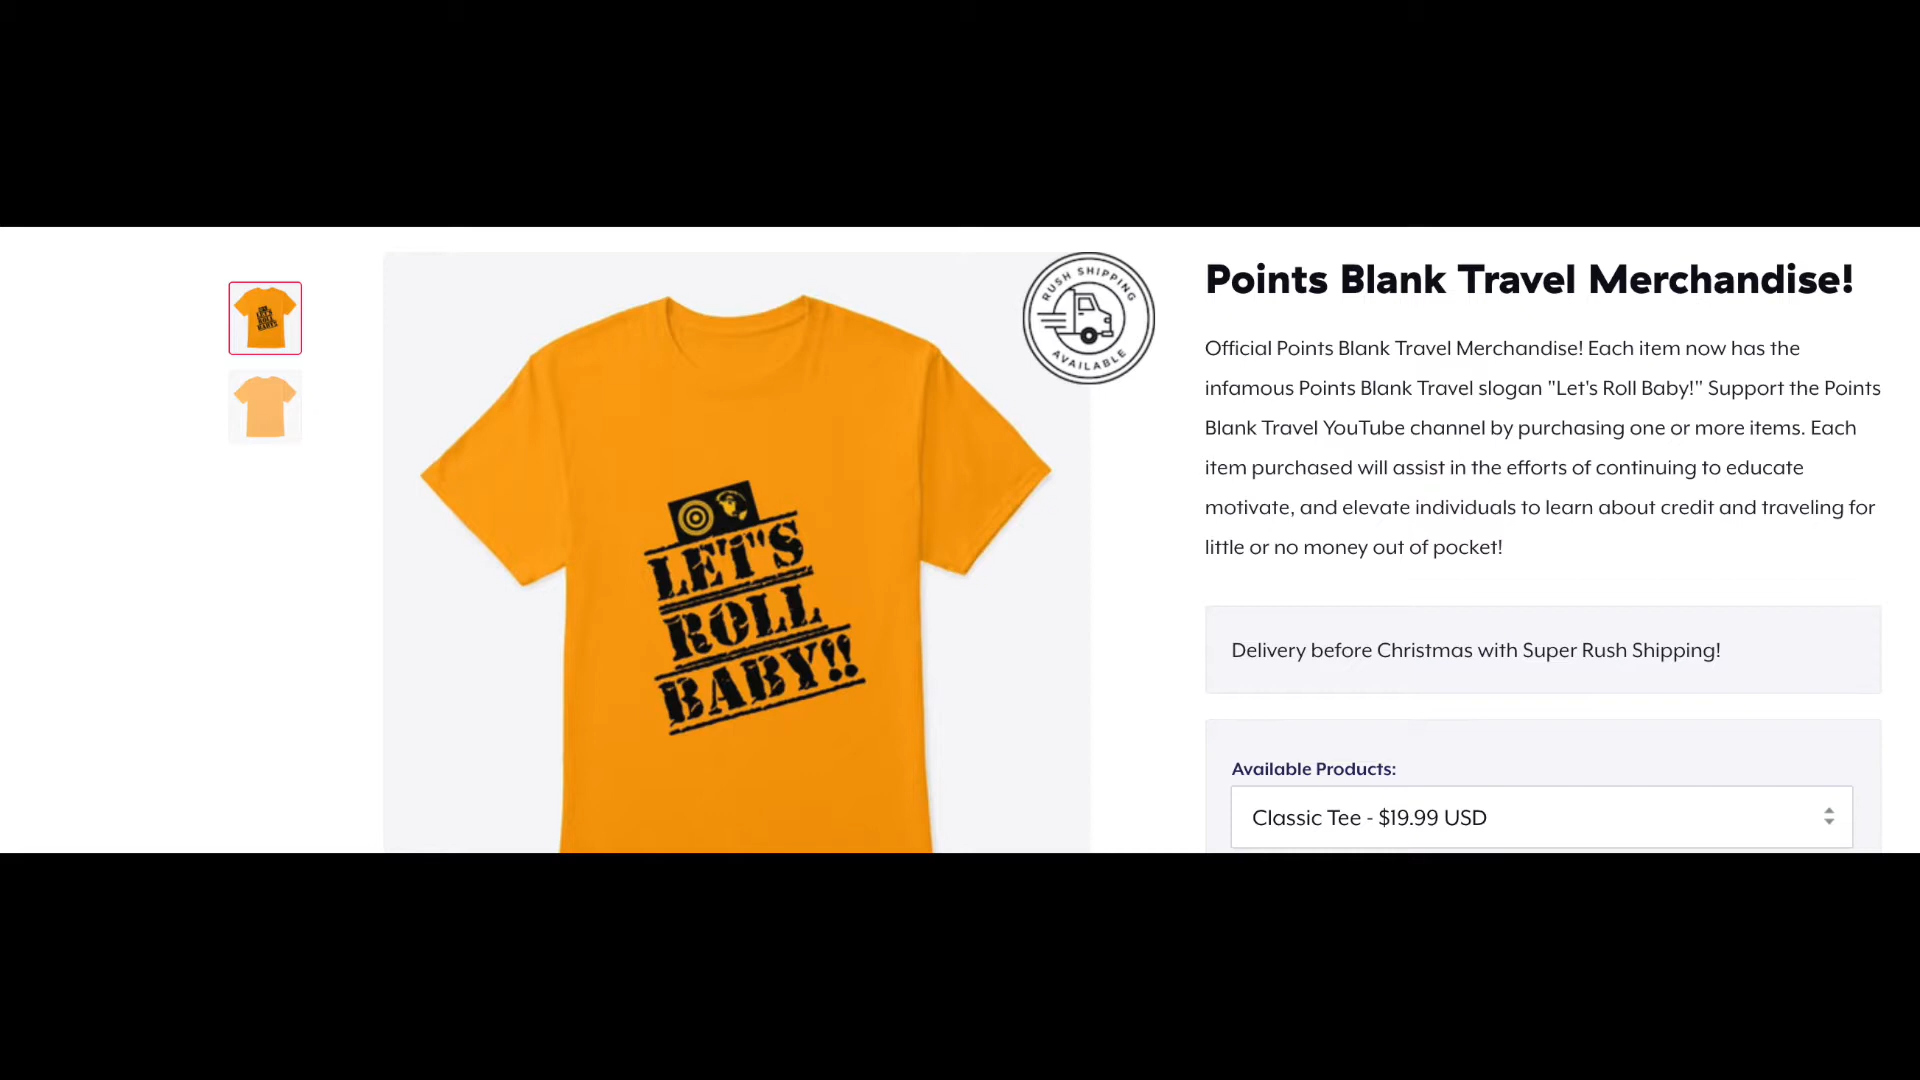 RUSH SHIPPING
AVAILABLE
LET'S
ROLL
BABY!!
LET'S
ROLL
BABY!!
Points Blank Travel Merchandise!
Official Points Blank Travel Merchandise! Each item now has the
infamous Points Blank Travel slogan "Let's Roll Baby!" Support the Points
Blank Travel YouTube channel by purchasing one or more items. Each
item purchased will assist in the efforts of continuing to educate
motivate, and elevate individuals to learn about credit and traveling for
little or no money out of pocket!
Delivery before Christmas with Super Rush Shipping!
Available Products:
Classic Tee - $19.99 USD